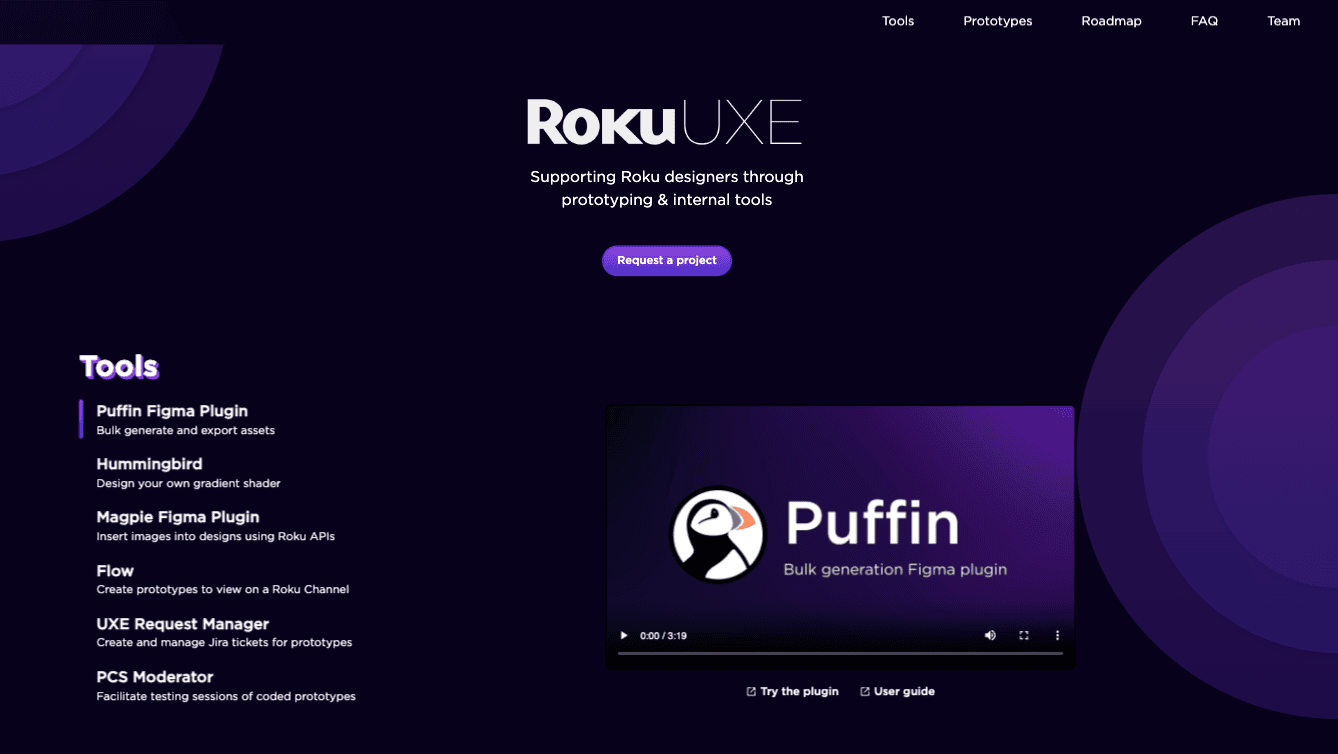 Tools Prototypes Roadmap FAQ Team
Roku UXE
Supporting Roku designers through
prototyping & internal tools
Request a project
Tools
Puffin Figma Plugin
Bulk generate and export assets
Hummingbird
Design your own gradient shader
Magpie Figma Plugin
Insert images into designs using Roku APIs
Flow
Create prototypes to view on a Roku Channel
UXE Request Manager
Create and manage Jira tickets for prototypes
PCS Moderator
Facilitate testing sessions of coded prototypes
Puffin
Bulk generation Figma plugin
0:00 / 3:19
Try the plugin User guide